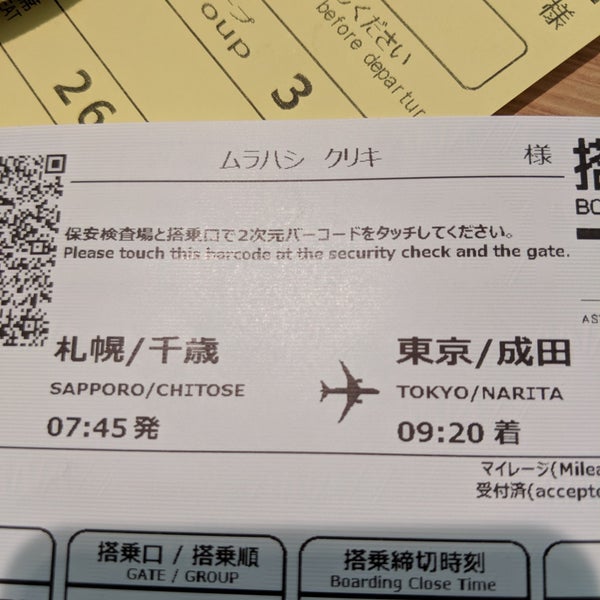 様
ください
before departur
oup
3
26
ムラハシ クリキ 様
保安検査場と搭乗口で2次元バーコードをタッチしてください。
Please touch this barcode at the security check and the gate.
札幌/千歳 東京/成田
SAPPORO/CHITOSE TOKYO/NARITA
07:45 発 09:20 着
マイレージ(Milea
受付済(accepte
搭乗口 / 搭乗順 搭乗締切時刻
GATE / GROUP Boarding Close Time